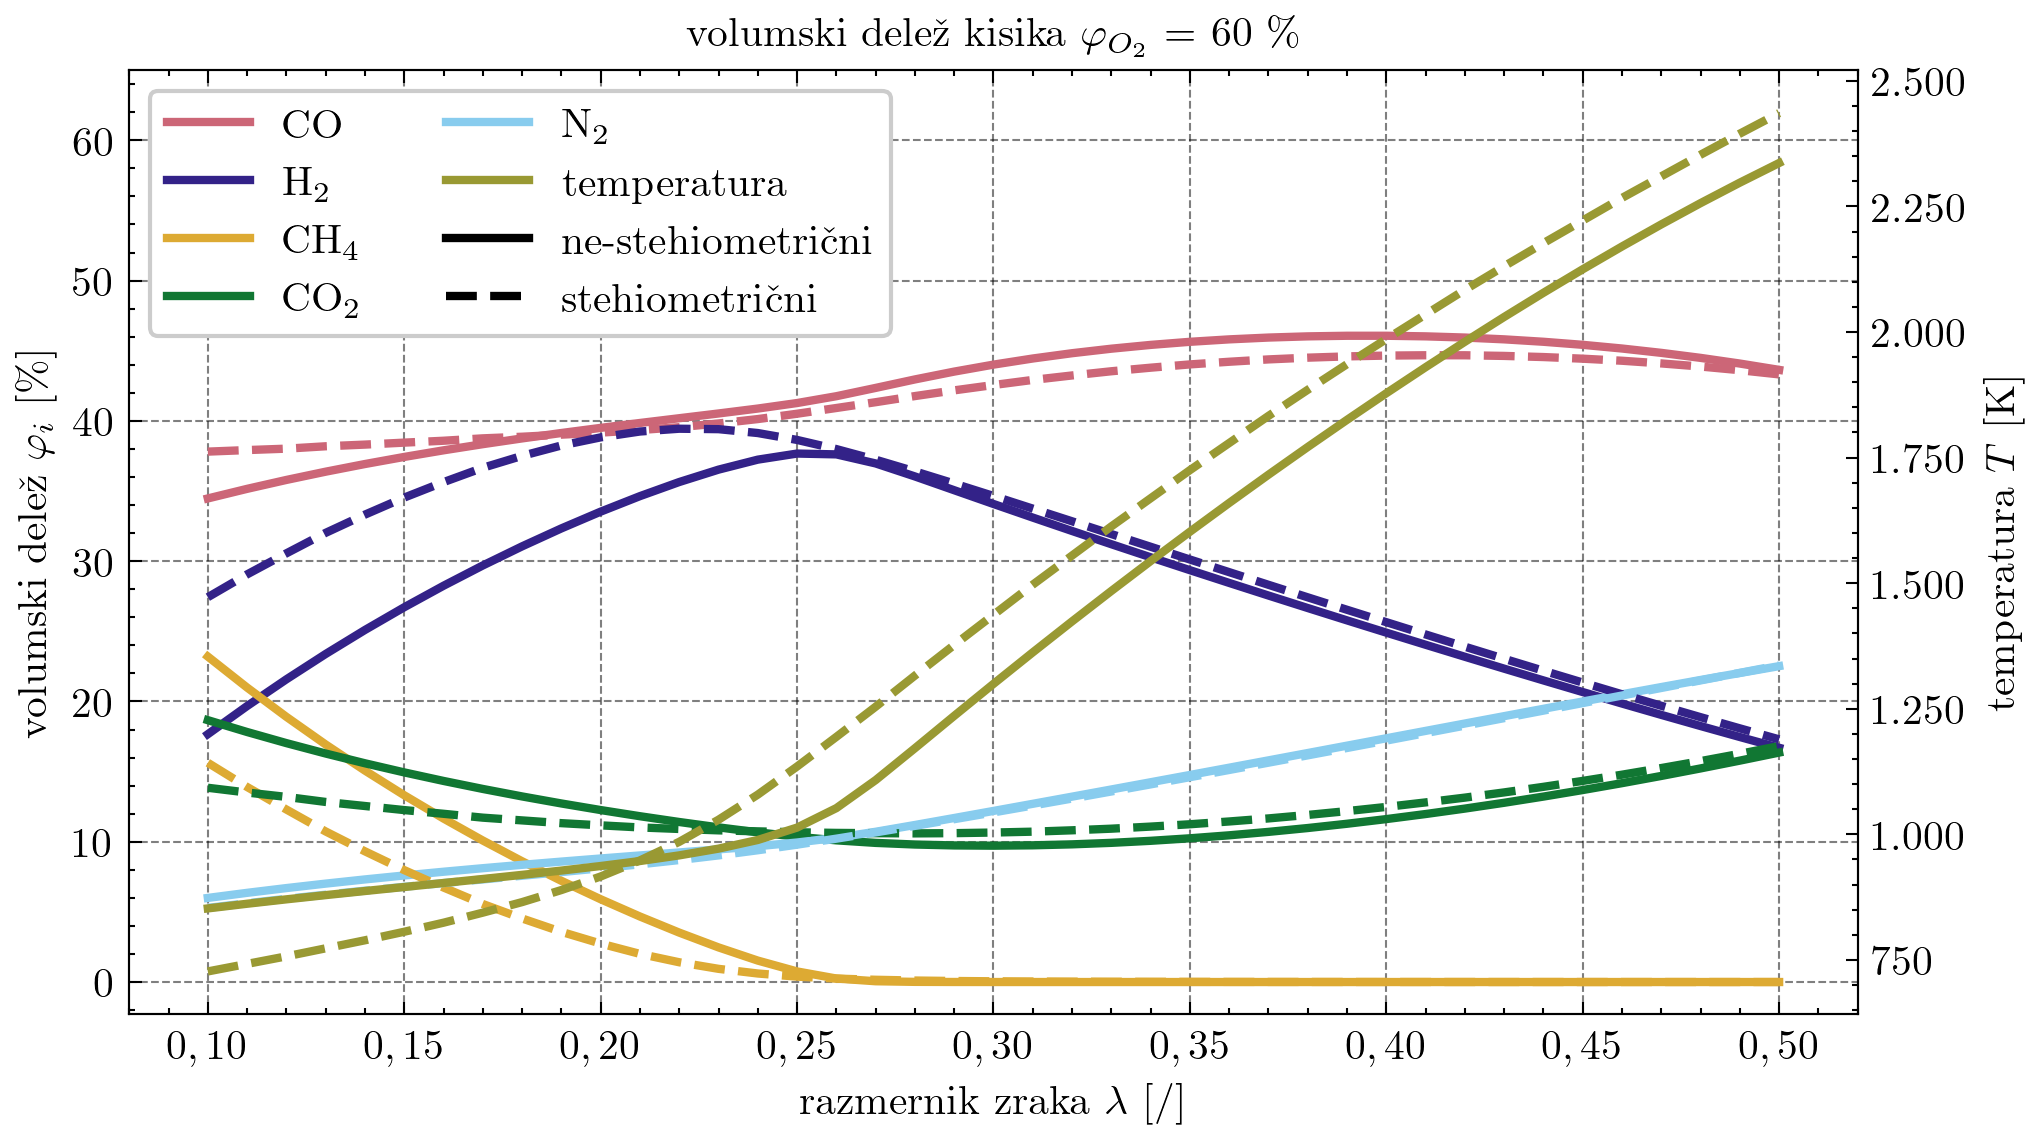 volumski delež kisika φ_{O_2} = 60 %
CO
H₂
CH₄
CO₂
N₂
temperatura
ne-stehiometrični
stehiometrični
volumski delež φ_i [%]
60
50
40
30
20
10
0
2.500
2.250
2.000
1.750
1.500
1.250
1.000
750
temperatura T [K]
0,10 0,15 0,20 0,25 0,30 0,35 0,40 0,45 0,50
razmernik zraka λ [/]